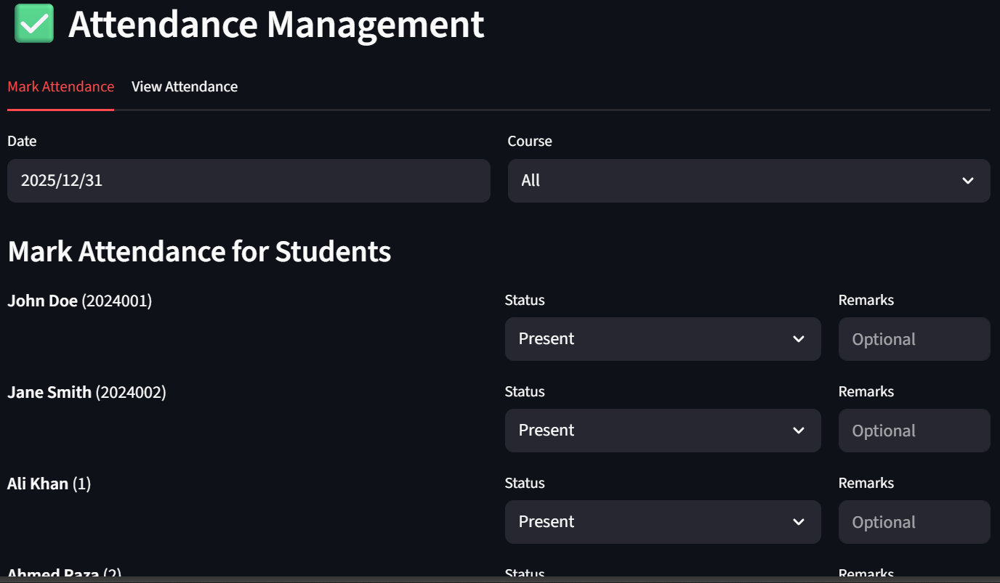 Attendance Management
Mark Attendance View Attendance
Date Course
2025/12/31 All
Mark Attendance for Students
John Doe (2024001) Status Remarks
Present Optional
Jane Smith (2024002) Status Remarks
Present Optional
Ali Khan (1) Status Remarks
Present Optional
Ahmed Raza (2) Status Remarks